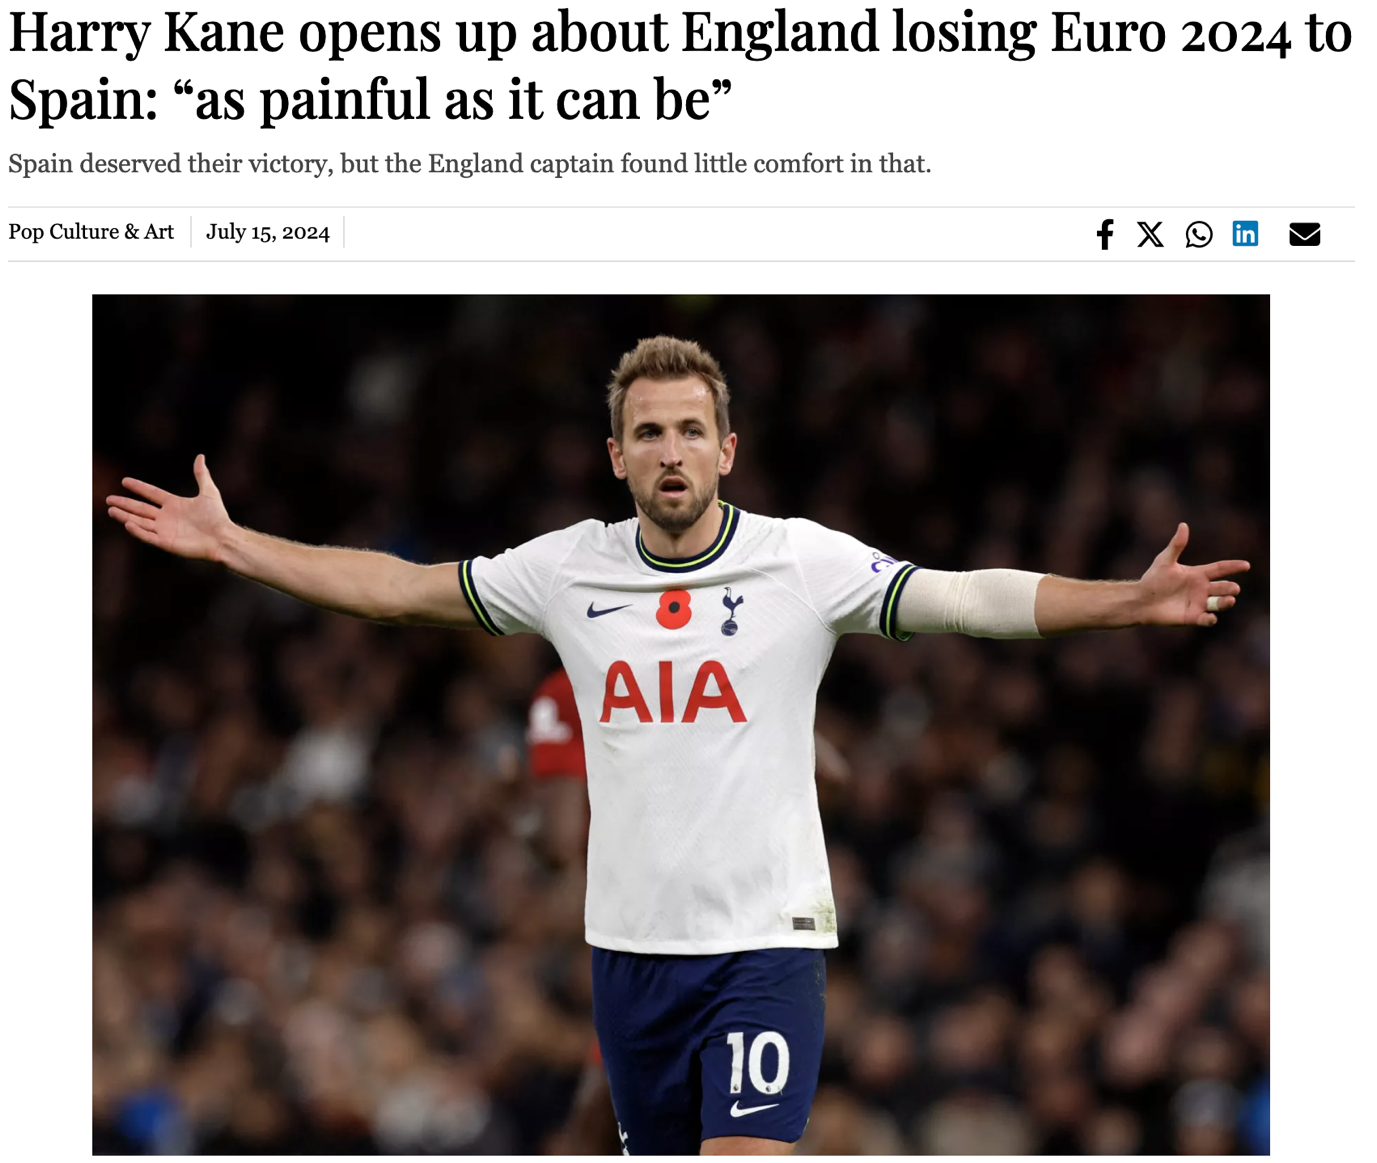 Harry Kane opens up about England losing Euro 2024 to
Spain: “as painful as it can be”
Spain deserved their victory, but the England captain found little comfort in that.
Pop Culture & Art
July 15, 2024
AIA
10